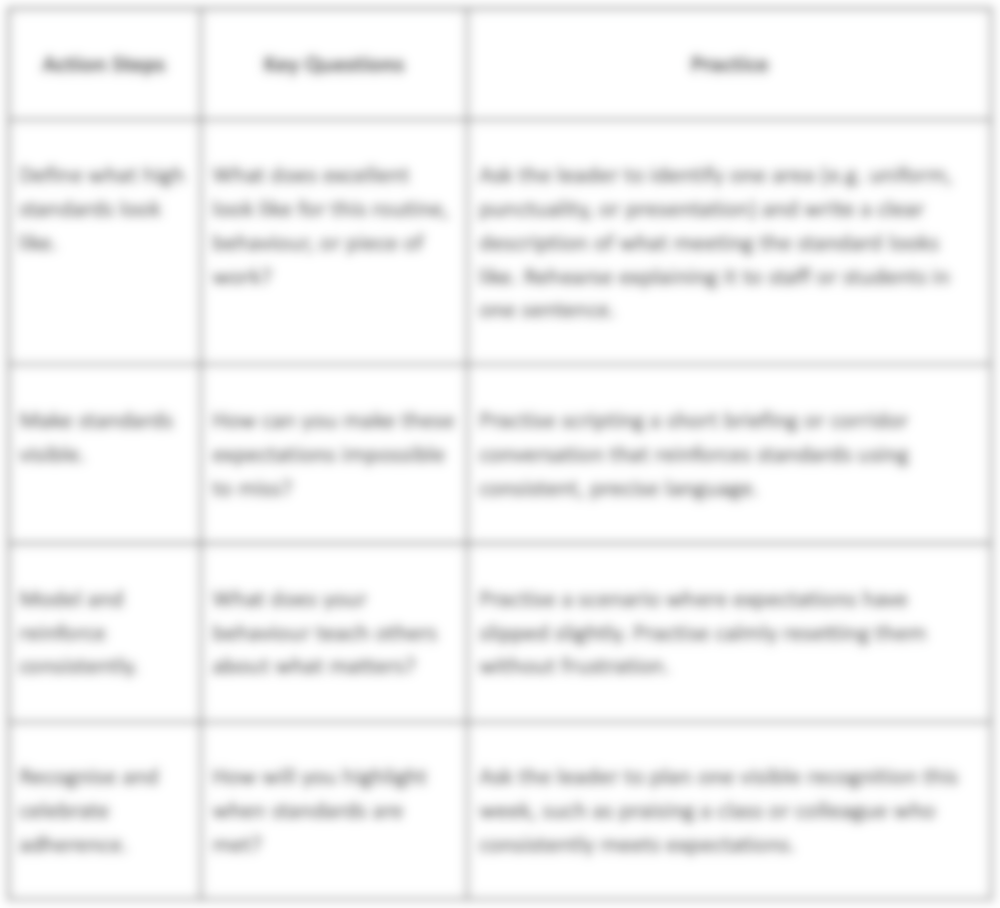 Action Steps
Key Questions
Practice
Define what high
standards look
like.
What does excellent
look like for this routine,
behaviour, or piece of
work?
Ask the leader to identify one area (e.g. uniform,
punctuality, or presentation) and write a clear
description of what meeting the standard looks
like. Rehearse explaining it to staff or students in
one sentence.
Make standards
visible.
How can you make these
expectations impossible
to miss?
Practise scripting a short briefing or corridor
conversation that reinforces standards using
consistent, precise language.
Model and
reinforce
consistently.
What does your
behaviour teach others
about what matters?
Practise a scenario where expectations have
slipped slightly. Practise calmly resetting them
without frustration.
Recognise and
celebrate
adherence.
How will you highlight
when standards are
met?
Ask the leader to plan one visible recognition this
week, such as praising a class or colleague who
consistently meets expectations.